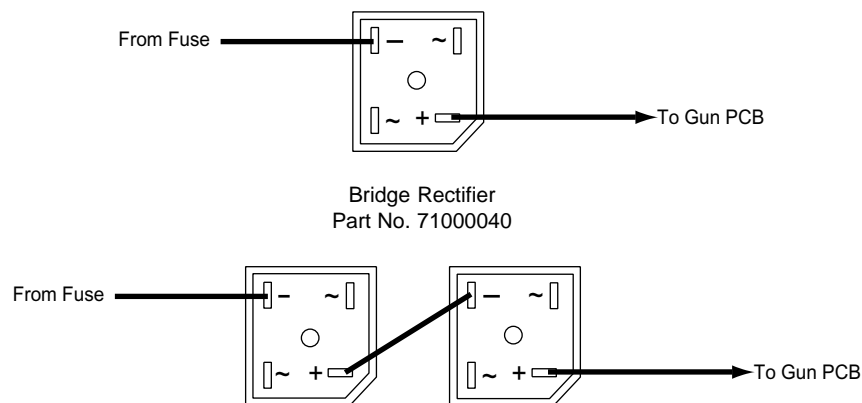 From Fuse
− ~
~ +
To Gun PCB
Bridge Rectifier
Part No. 71000040
From Fuse
- ~ − ~
~ + ~ +
To Gun PCB